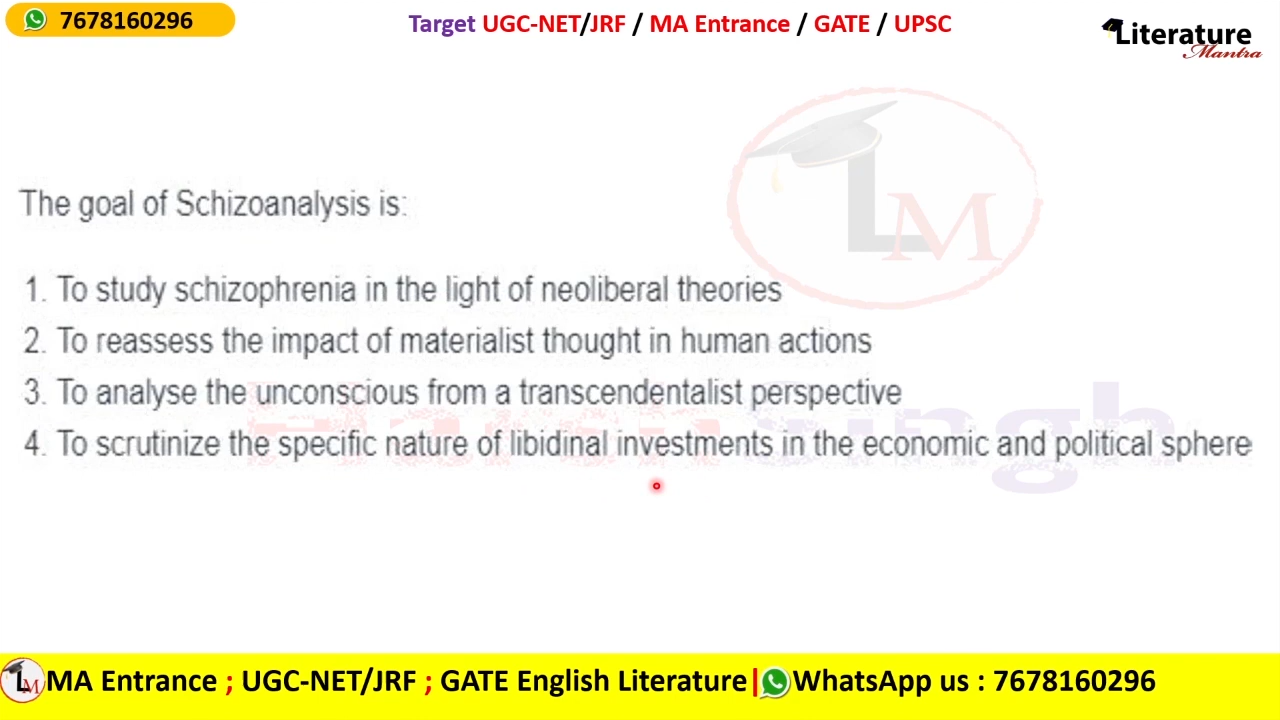 7678160296
Target UGC-NET/JRF / MA Entrance / GATE / UPSC
Literature
Mantra
LM
The goal of Schizoanalysis is:
1. To study schizophrenia in the light of neoliberal theories
2. To reassess the impact of materialist thought in human actions
3. To analyse the unconscious from a transcendentalist perspective
4. To scrutinize the specific nature of libidinal investments in the economic and political sphere
LM
MA Entrance ; UGC-NET/JRF ; GATE English Literature| WhatsApp us : 7678160296